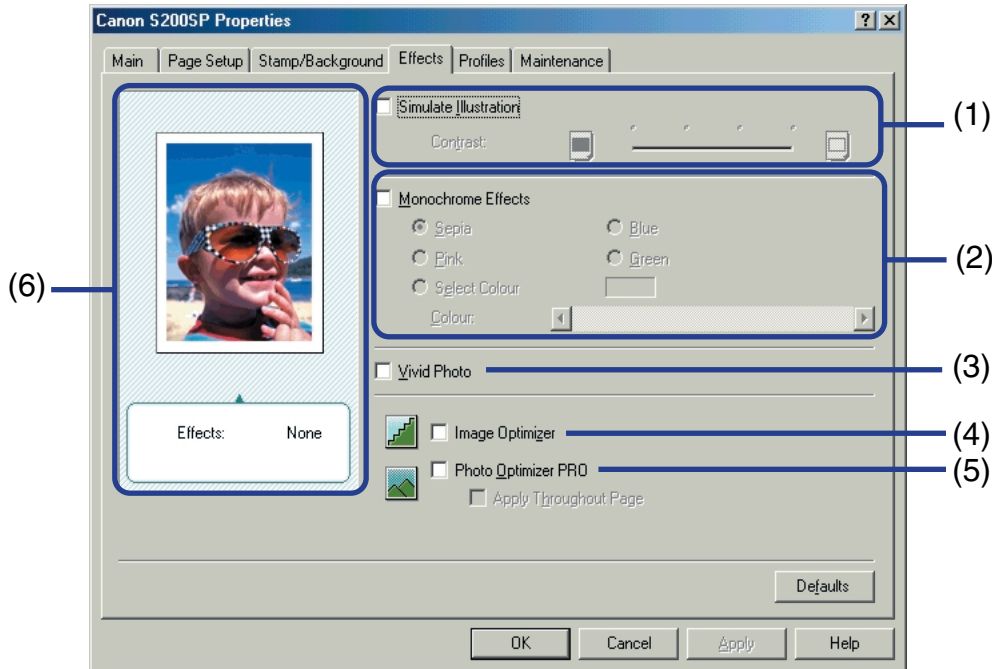 Canon S200SP Properties
Main Page Setup Stamp/Background Effects Profiles Maintenance
Simulate Illustration
(1)
Contrast:
Monochrome Effects
Sepia Blue
(2)
Pink Green
(6)
Select Colour
Colour:
Vivid Photo
(3)
Effects: None
Image Optimizer
(4)
Photo Optimizer PRO
(5)
Apply Throughout Page
Defaults
OK Cancel Apply Help